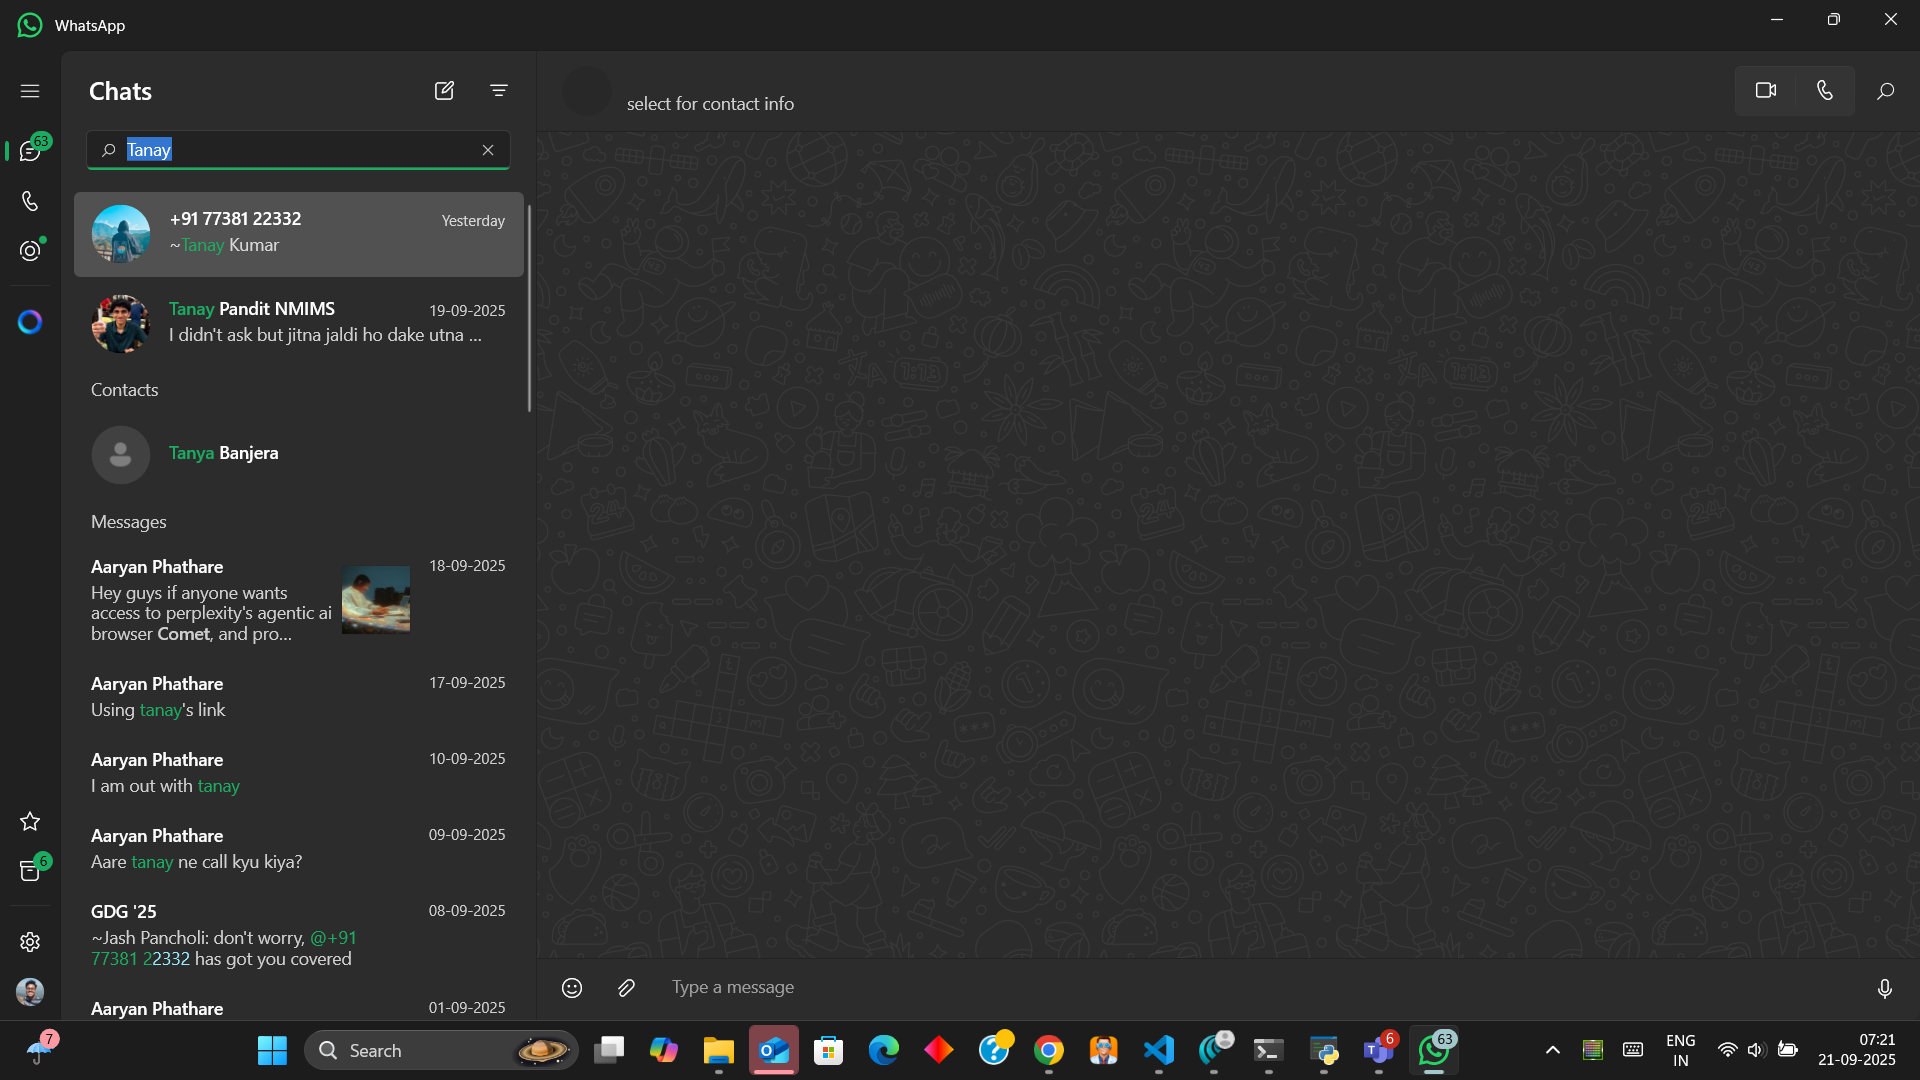 WhatsApp
Chats
select for contact info
63
Tanay
+91 77381 22332
Yesterday
~Tanay Kumar
Tanay Pandit NMIMS
19-09-2025
I didn't ask but jitna jaldi ho dake utna ...
Contacts
Tanya Banjera
Messages
Aaryan Phathare
18-09-2025
Hey guys if anyone wants
access to perplexity's agentic ai
browser Comet, and pro...
Aaryan Phathare
17-09-2025
Using tanay's link
Aaryan Phathare
10-09-2025
I am out with tanay
Aaryan Phathare
09-09-2025
Aare tanay ne call kyu kiya?
6
GDG '25
08-09-2025
~Jash Pancholi: don't worry, @+91
77381 22332 has got you covered
Aaryan Phathare
01-09-2025
Type a message
7
Search
6
63
ENG
IN
07:21
21-09-2025